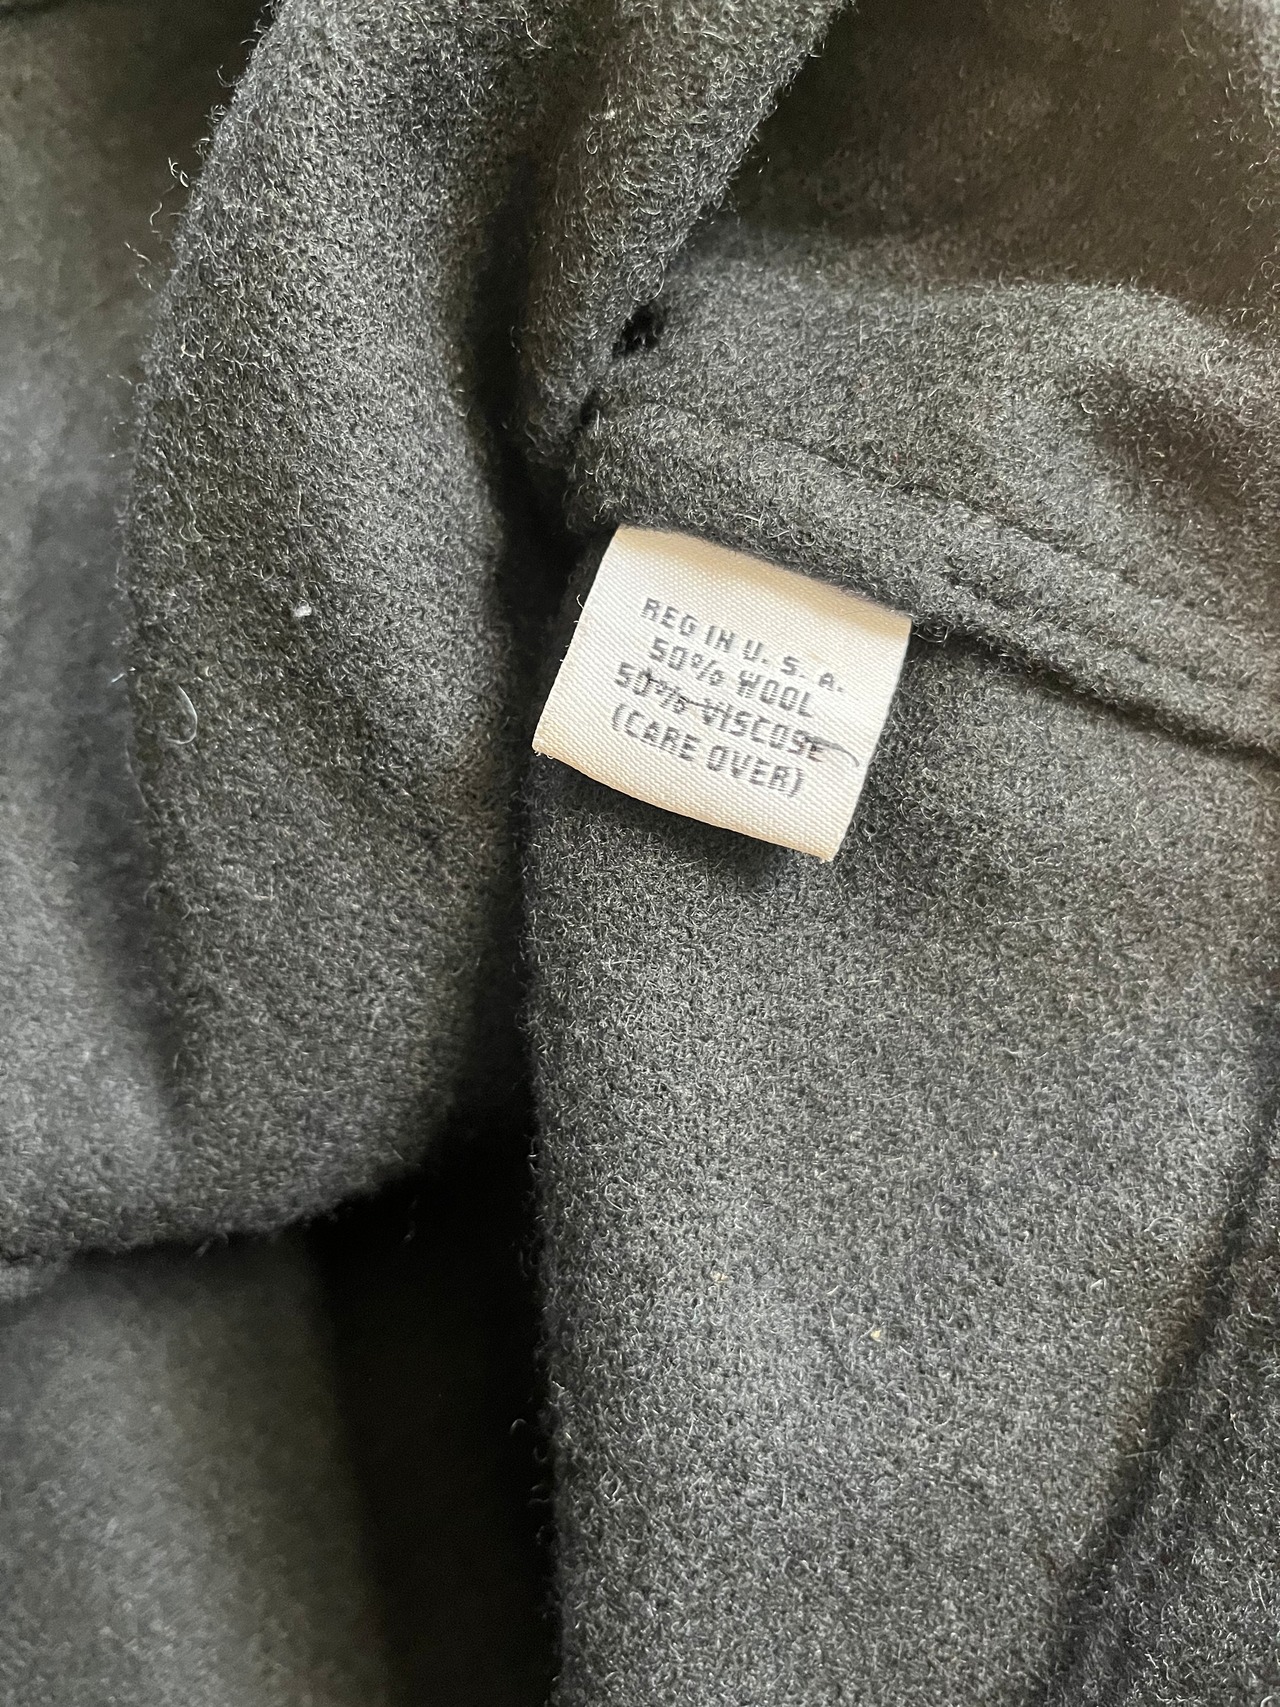 REG IN U. S. A.
50% WOOL
50% VISCOSE
(CARE OVER)